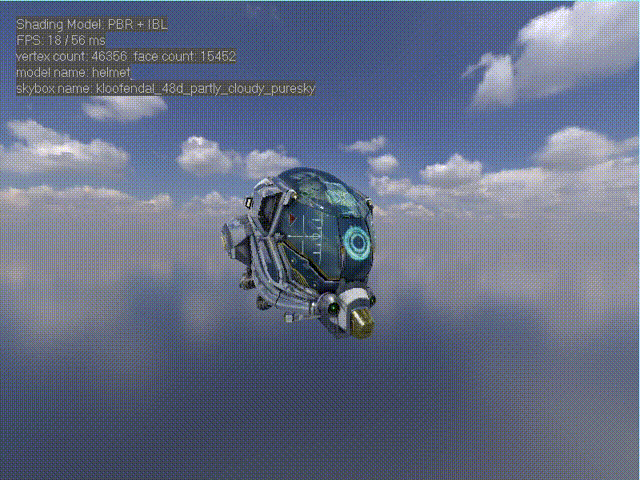 Shading Model: PBR + IBL
FPS: 18 / 56 ms
vertex count: 46356 face count: 15452
model name: helmet
skybox name: kloofendal_48d_partly_cloudy_puresky